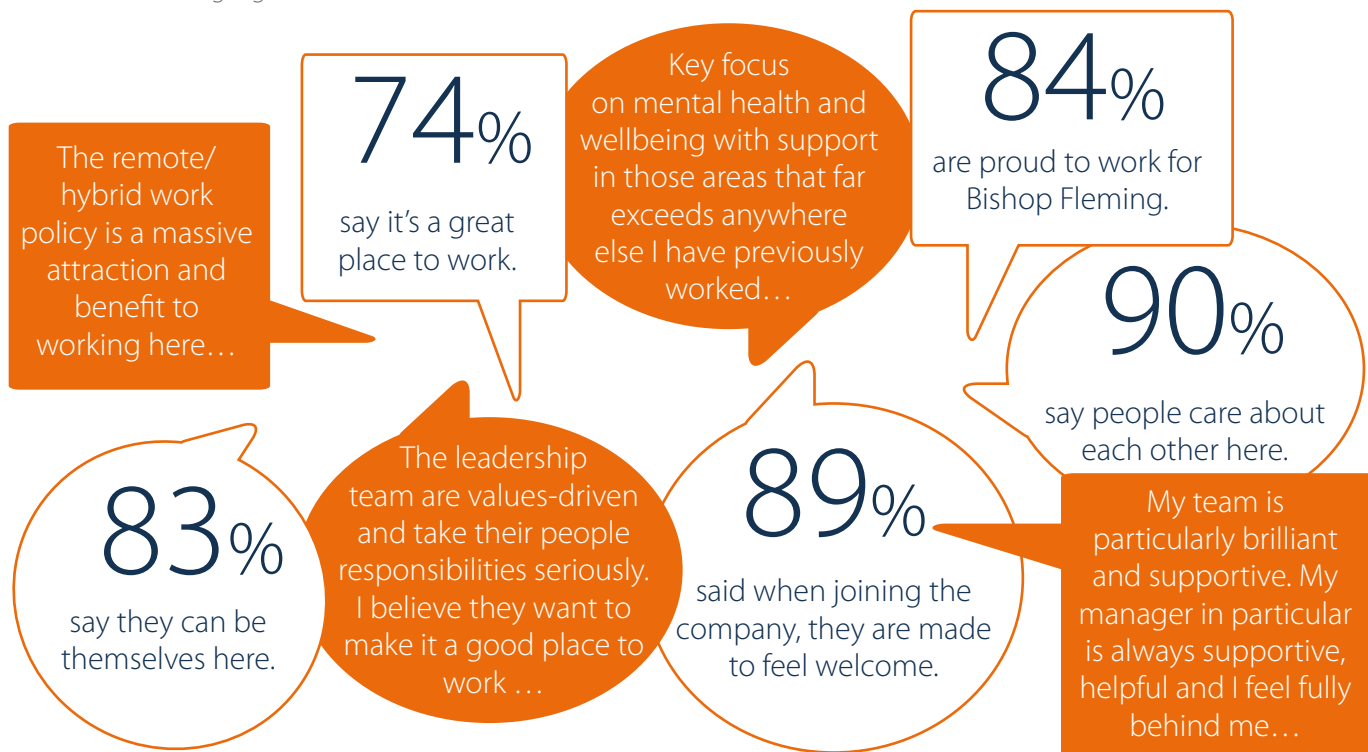 74%
say it's a great
place to work.
Key focus
on mental health and
wellbeing with support
in those areas that far
exceeds anywhere
else I have previously
worked…
84%
are proud to work for
Bishop Fleming.
The remote/
hybrid work
policy is a massive
attraction and
benefit to
working here…
90%
say people care about
each other here.
83%
say they can be
themselves here.
The leadership
team are values-driven
and take their people
responsibilities seriously.
I believe they want to
make it a good place to
work …
89%
said when joining the
company, they are made
to feel welcome.
My team is
particularly brilliant
and supportive. My
manager in particular
is always supportive,
helpful and I feel fully
behind me…